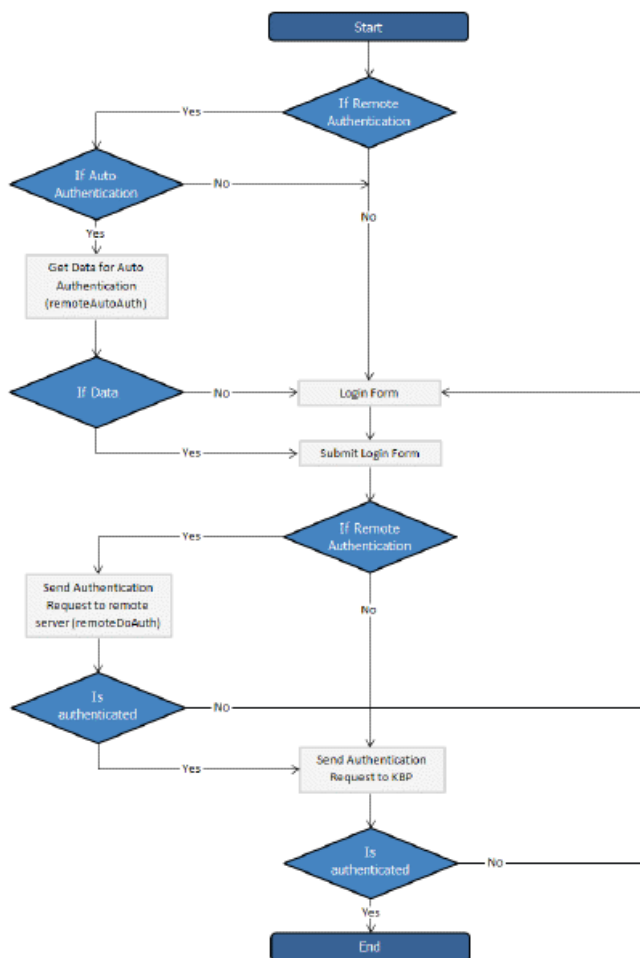 Start
If Remote
Authentication
Yes
If Auto
Authentication
No
No
Yes
Get Data for Auto
Authentication
(remoteAutoAuth)
If Data
No
Login Form
Yes
Submit Login Form
If Remote
Authentication
Yes
Send Authentication
Request to remote
server (remoteDoAuth)
No
Is
authenticated
No
Yes
Send Authentication
Request to KBP
Is
authenticated
No
Yes
End